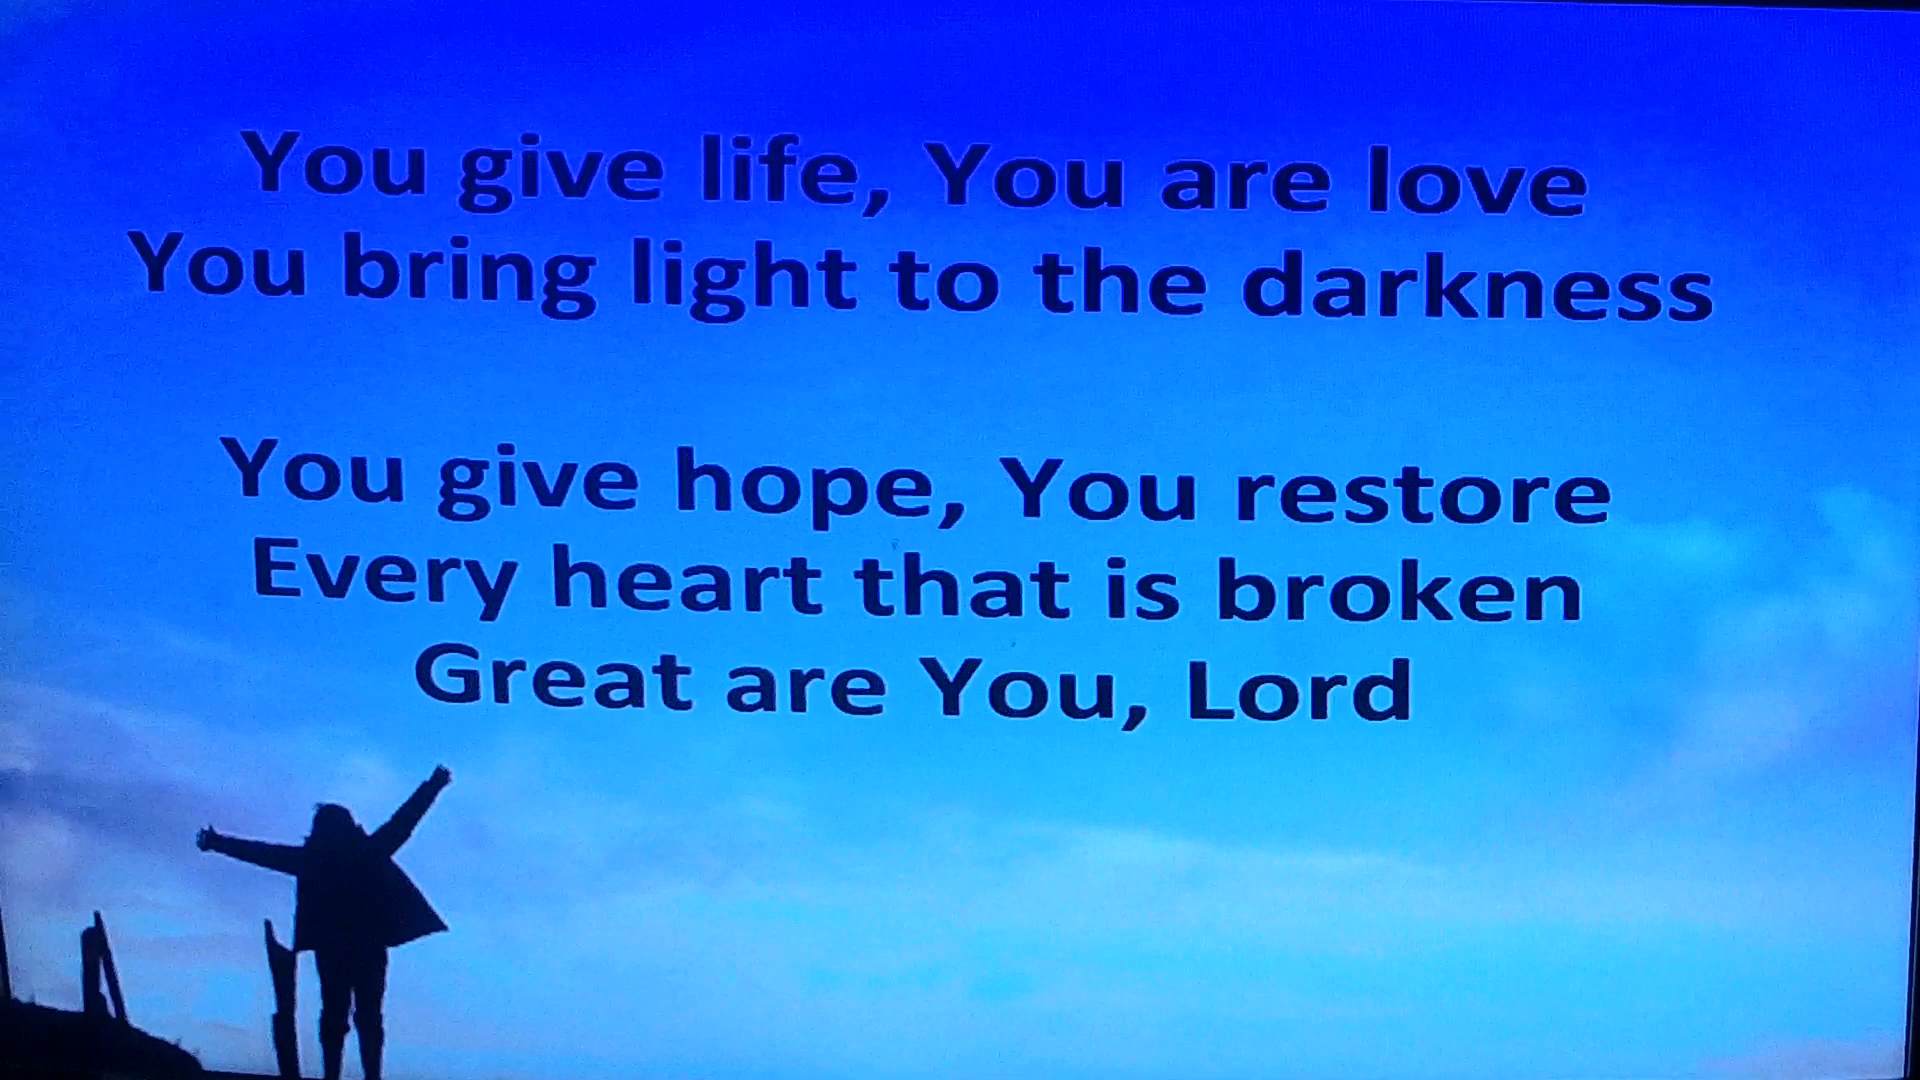 You give life, You are love
You bring light to the darkness
You give hope, You restore
Every heart that is broken
Great are You, Lord